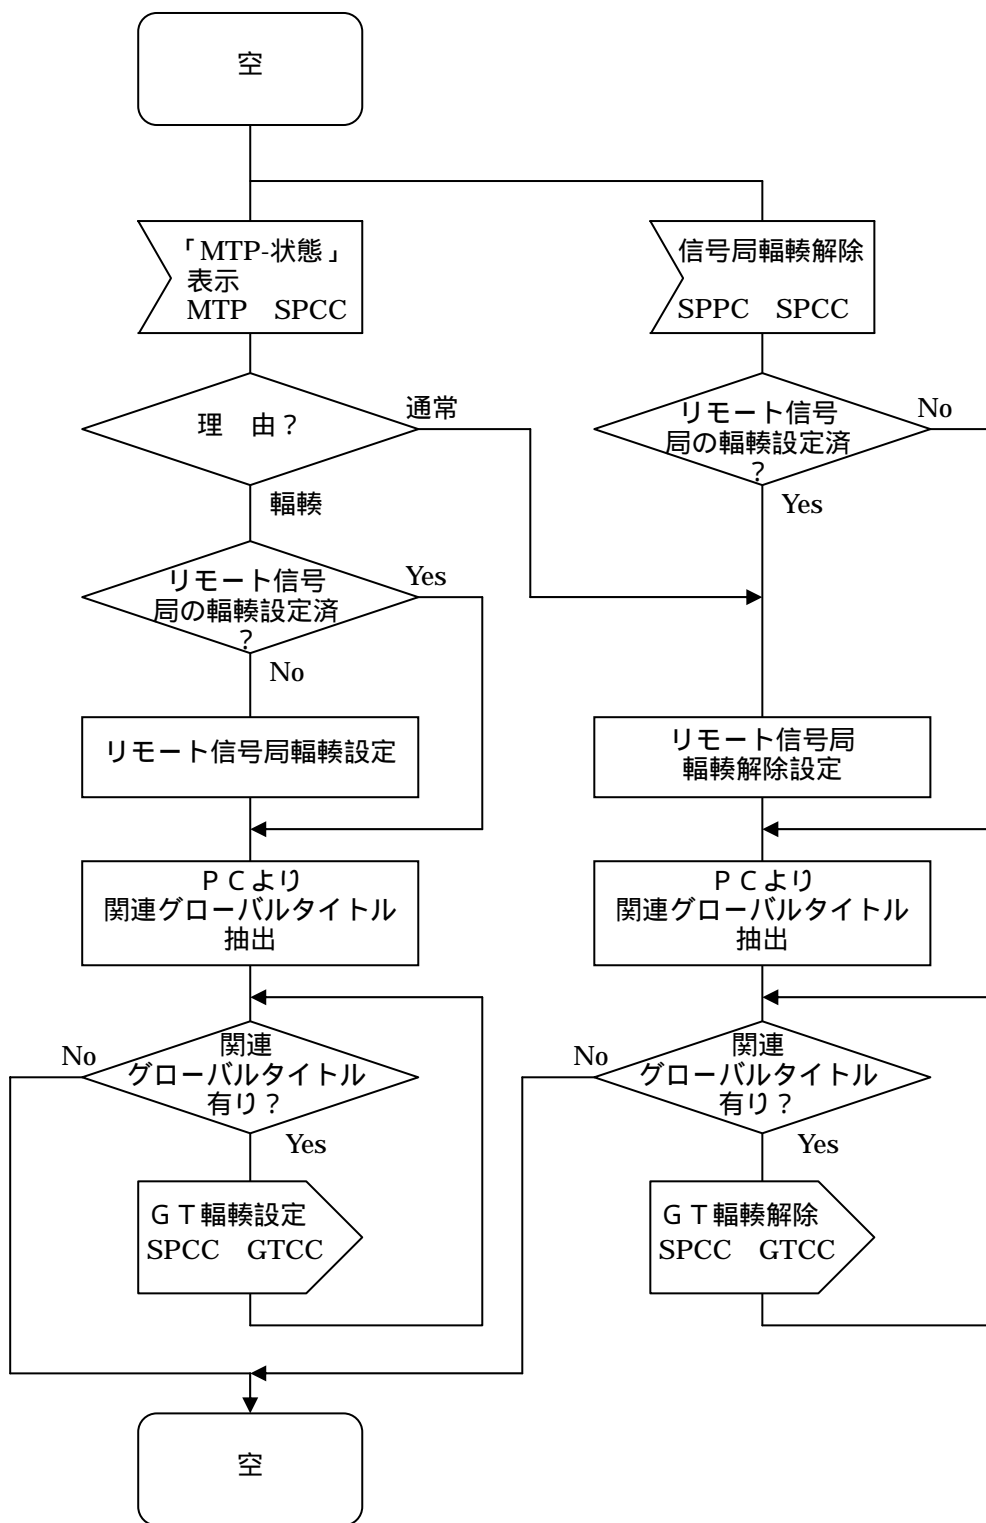 空
「MTP-状態」
表示
MTP　SPCC
信号局輻輳解除
SPPC　SPCC
理　由？
通常
輻輳
リモート信号
局の輻輳設定済
？
No
Yes
リモート信号
局の輻輳設定済
？
Yes
No
リモート信号局輻輳設定
リモート信号局
輻輳解除設定
ＰＣより
関連グローバルタイトル
抽出
ＰＣより
関連グローバルタイトル
抽出
関連
グローバルタイトル
有り？
No
Yes
関連
グローバルタイトル
有り？
No
Yes
ＧＴ輻輳設定
SPCC　GTCC
ＧＴ輻輳解除
SPCC　GTCC
空